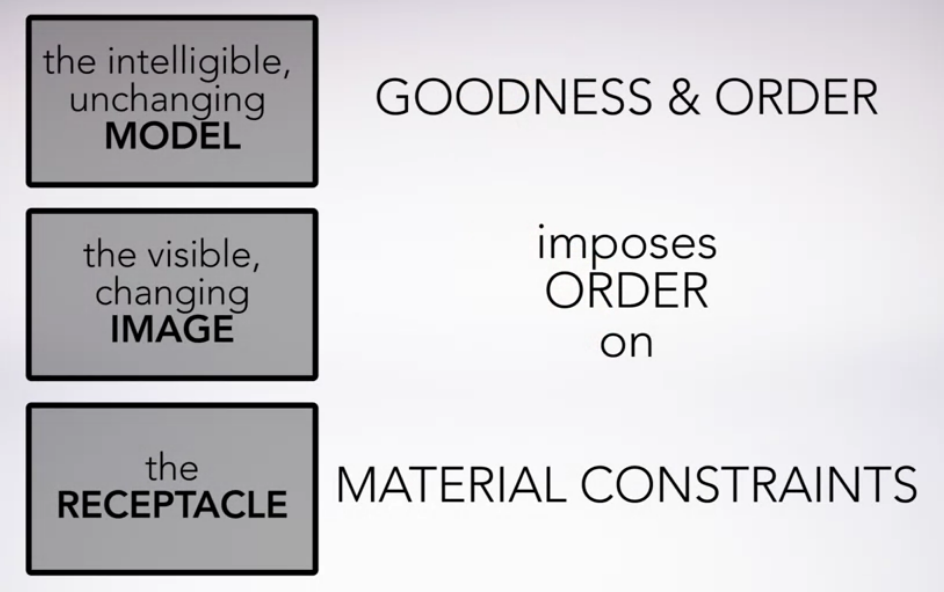 the intelligible,
unchanging
MODEL
GOODNESS & ORDER
the visible,
changing
IMAGE
imposes
ORDER
on
the
RECEPTACLE
MATERIAL CONSTRAINTS